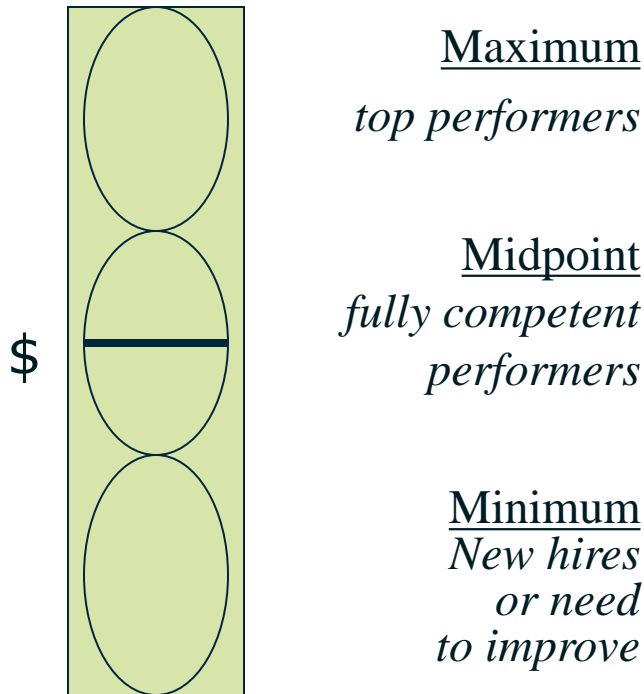 Maximum
top performers
Midpoint
fully competent
performers
$
Minimum
New hires
or need
to improve